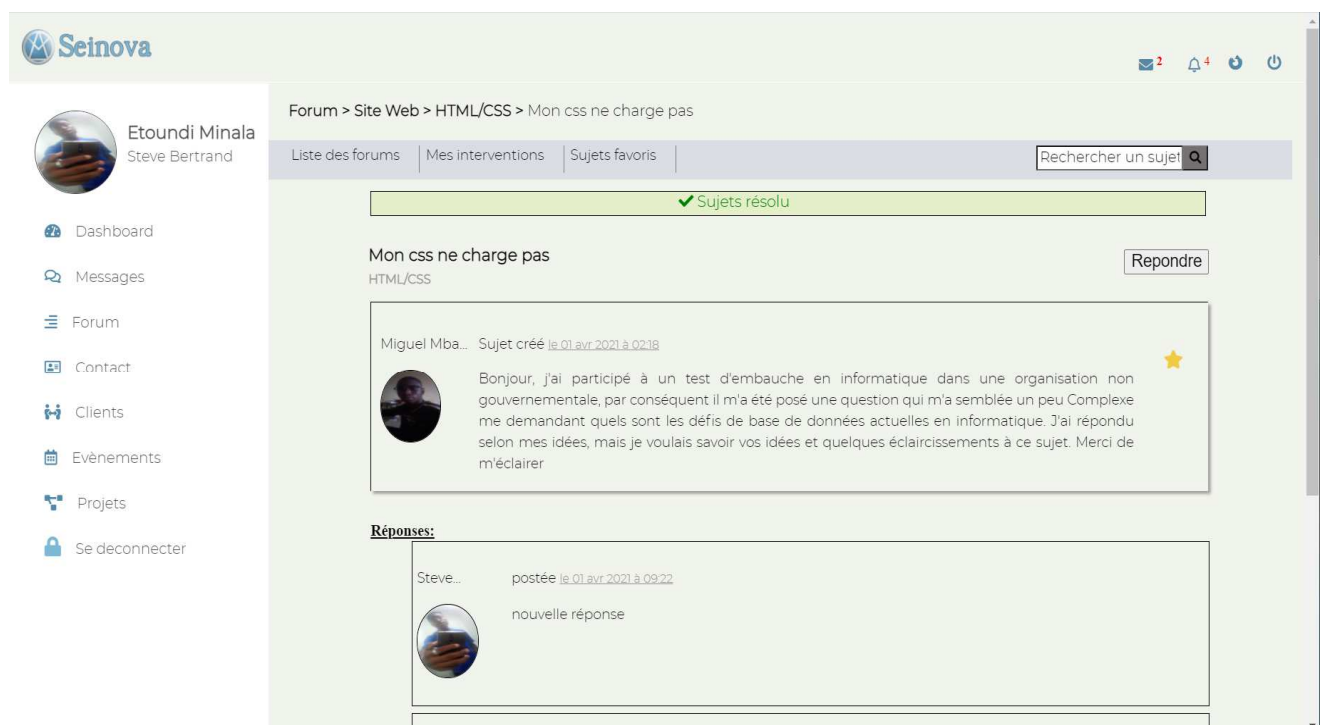 Seinova
2
4
Etoundi Minala
Steve Bertrand
Dashboard
Messages
Forum
Contact
Clients
Evènements
Projets
Se deconnecter
Forum > Site Web > HTML/CSS > Mon css ne charge pas
Liste des forums
Mes interventions
Sujets favoris
Rechercher un sujet
Sujets résolu
Mon css ne charge pas
Repondre
HTML/CSS
Miguel Mba...
Sujet créé le 01 avr 2021 à 02:18
Bonjour, j'ai participé à un test d'embauche en informatique dans une organisation non
gouvernementale, par conséquent il m'a été posé une question qui m'a semblée un peu Complexe
me demandant quels sont les défis de base de données actuelles en informatique. J'ai répondu
selon mes idées, mais je voulais savoir vos idées et quelques éclaircissements à ce sujet. Merci de
m'éclairer
Réponses:
Steve...
postée le 01 avr 2021 à 09:22
nouvelle réponse